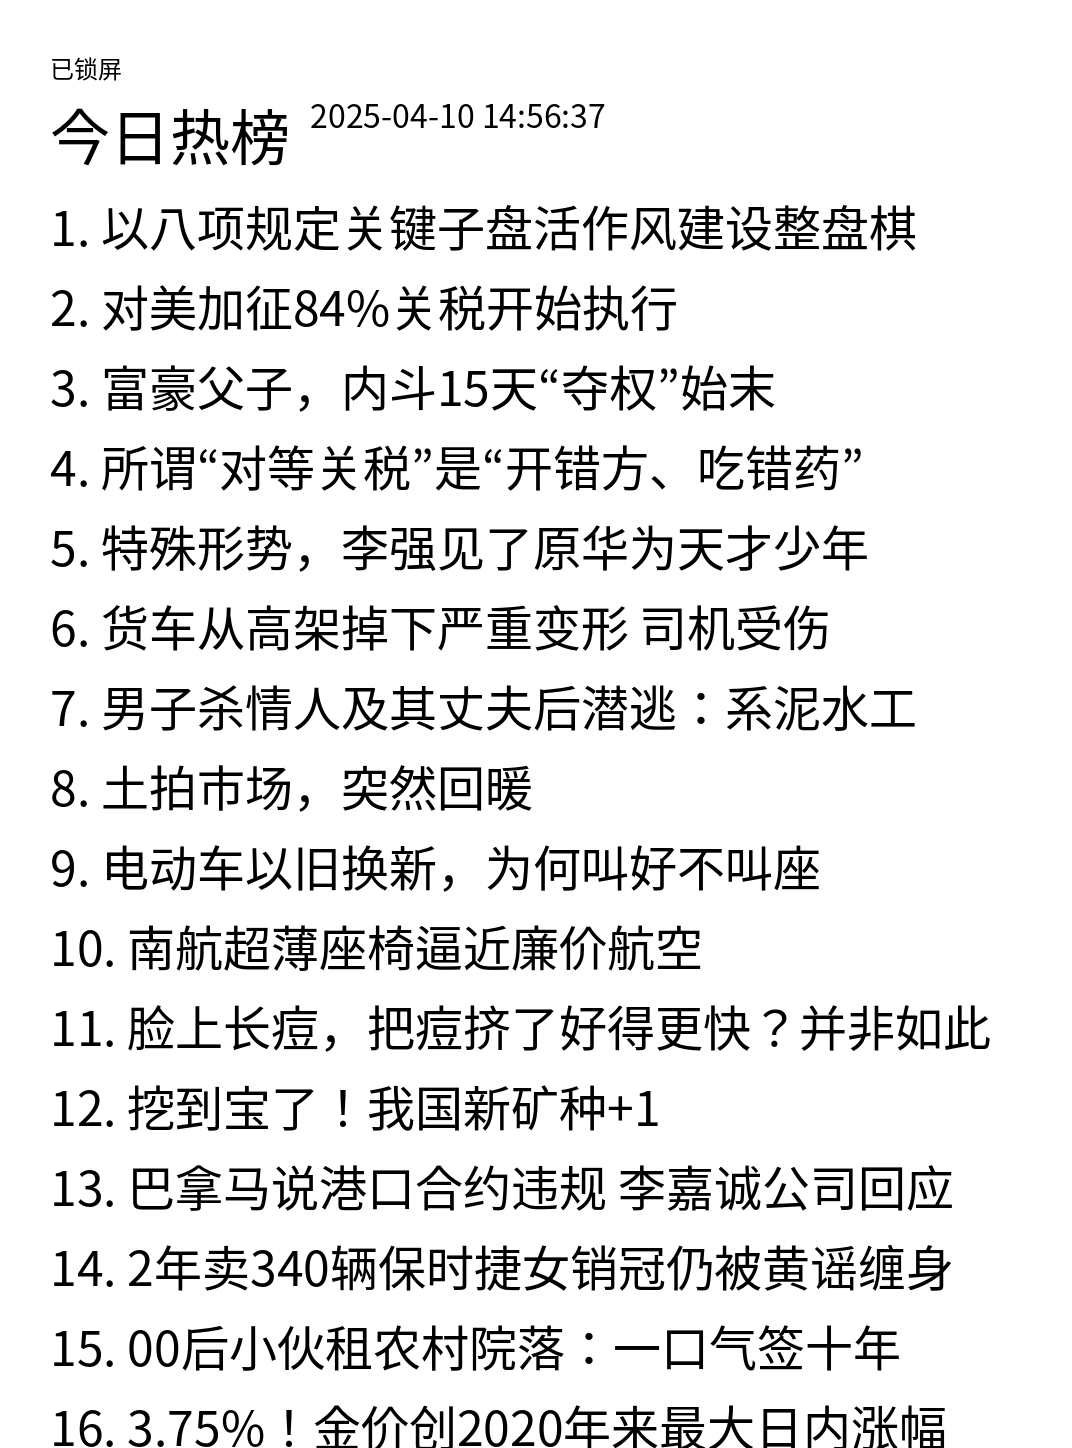 已锁屏
今日热榜 2025-04-10 14:56:37
1. 以八项规定关键子盘活作风建设整盘棋
2. 对美加征84%关税开始执行
3. 富豪父子，内斗15天“夺权”始末
4. 所谓“对等关税”是“开错方、吃错药”
5. 特殊形势，李强见了原华为天才少年
6. 货车从高架掉下严重变形 司机受伤
7. 男子杀情人及其丈夫后潜逃：系泥水工
8. 土拍市场，突然回暖
9. 电动车以旧换新，为何叫好不叫座
10. 南航超薄座椅逼近廉价航空
11. 脸上长痘，把痘挤了好得更快？并非如此
12. 挖到宝了！我国新矿种+1
13. 巴拿马说港口合约违规 李嘉诚公司回应
14. 2年卖340辆保时捷女销冠仍被黄谣缠身
15. 00后小伙租农村院落：一口气签十年
16. 3.75%！金价创2020年来最大日内涨幅